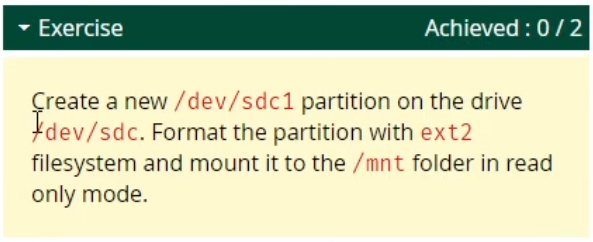 Exercise Achieved : 0 / 2
Create a new /dev/sdc1 partition on the drive
/dev/sdc. Format the partition with ext2
filesystem and mount it to the /mnt folder in read
only mode.